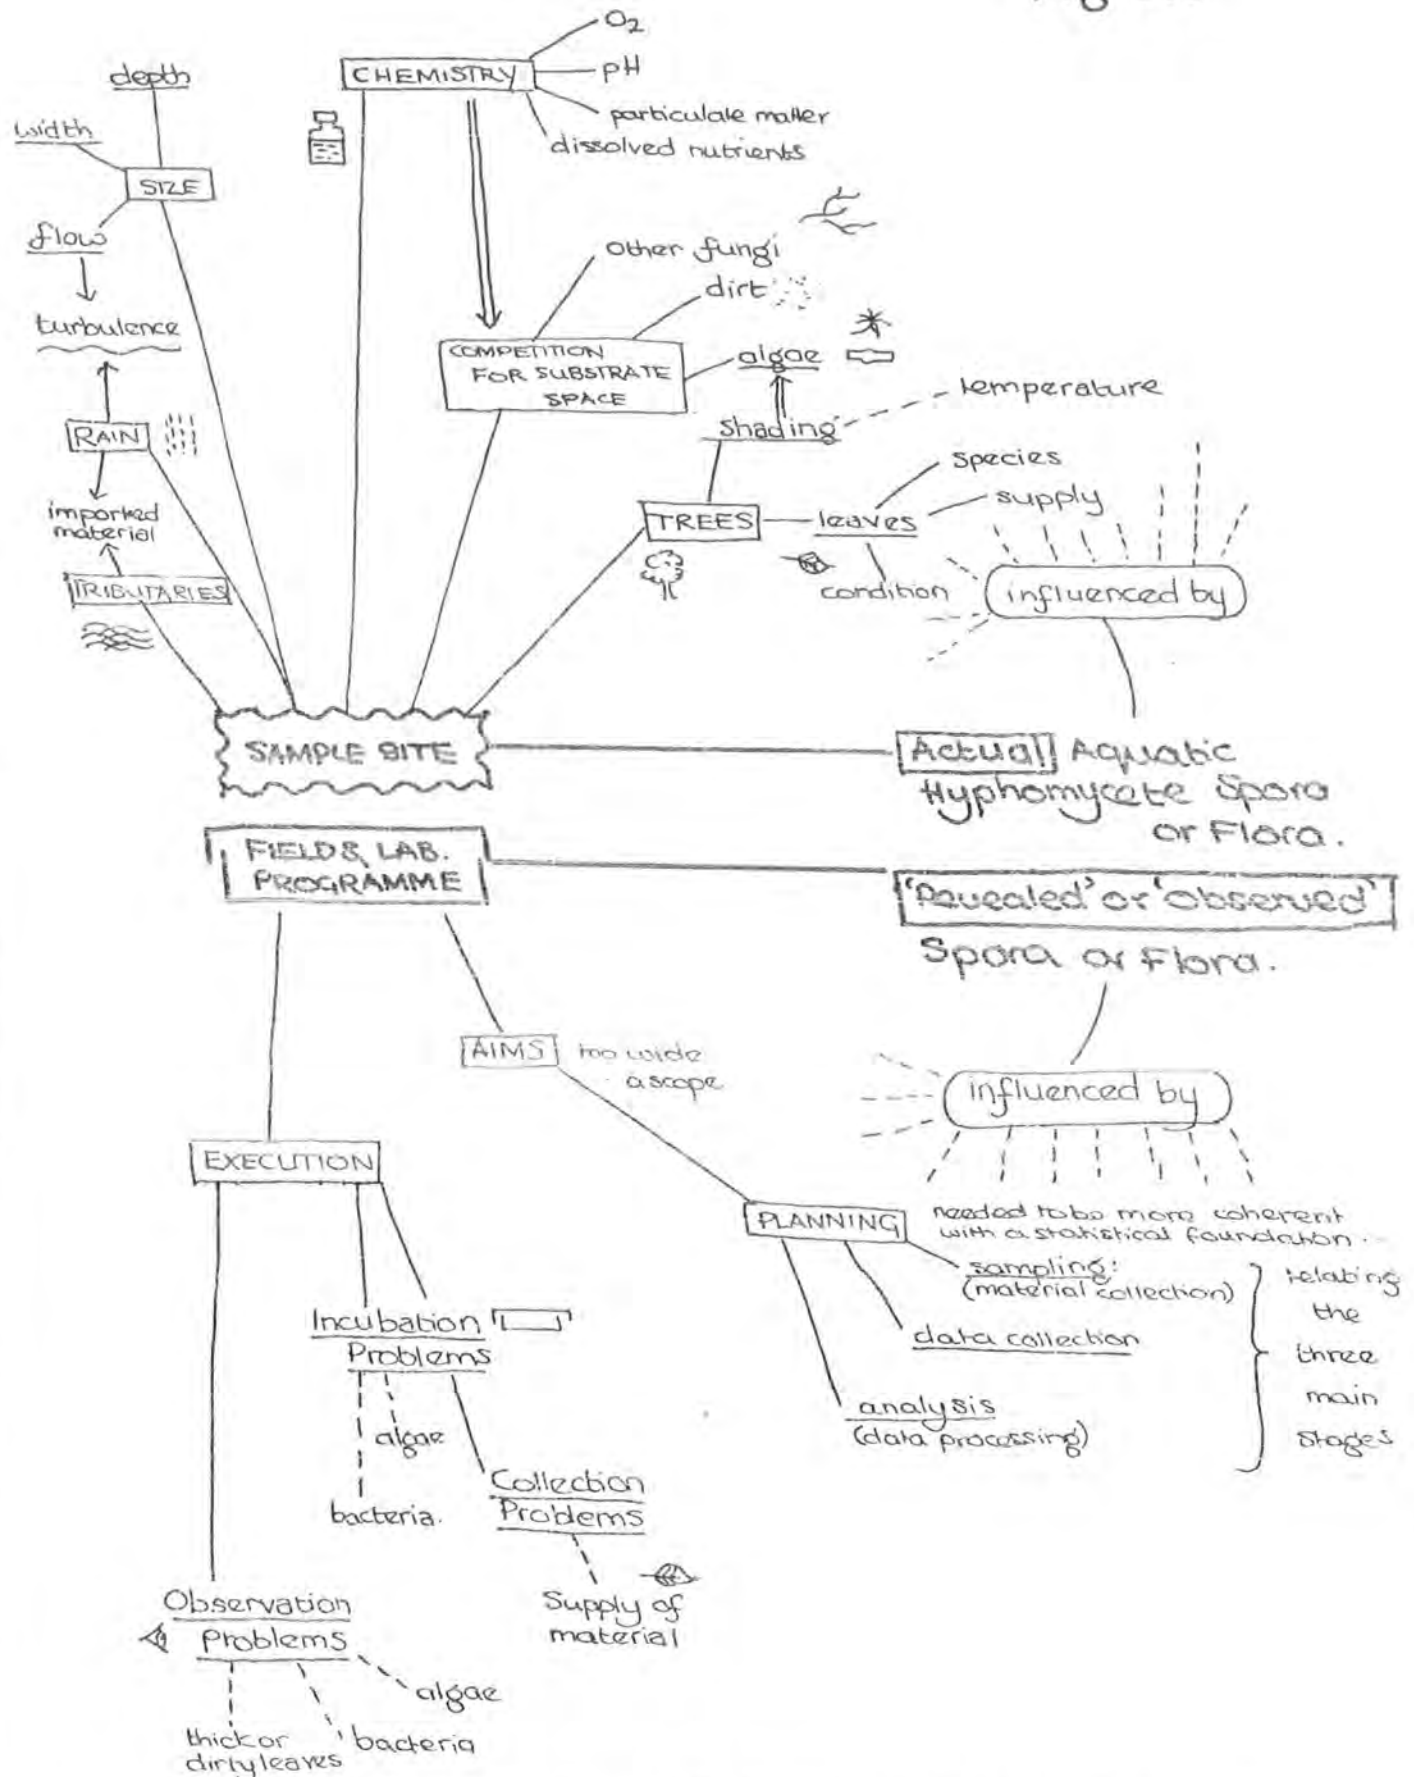 O₂
CHEMISTRY
pH
particulate matter
dissolved nutrients
depth
width
SIZE
flow
turbulence
RAIN
imported
material
TRIBUTARIES
other fungi
dirt
COMPETITION
FOR SUBSTRATE
SPACE
algae
shading
temperature
TREES
leaves
species
supply
condition
influenced by
SAMPLE SITE
Actual Aquatic
Hyphomycete Spora
or Flora.
FIELD & LAB.
PROGRAMME
'Revealed' or 'Observed'
Spora or Flora.
AIMS too wide
a scope
influenced by
EXECUTION
PLANNING
needed to be more coherent
with a statistical foundation.
sampling:
(material collection)
data collection
analysis
(data processing)
relating
the
three
main
stages
Incubation
Problems
algae
bacteria.
Collection
Problems
Supply of
material
Observation
Problems
algae
bacteria
thick or
dirty leaves